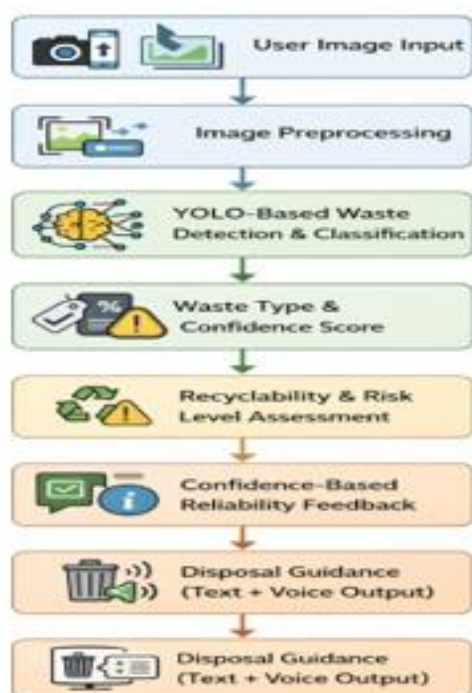 User Image Input
Image Preprocessing
YOLO-Based Waste
Detection & Classification
%
Waste Type &
Confidence Score
Recyclability & Risk
Level Assessment
Confidence-Based
Reliability Feedback
Disposal Guidance
(Text + Voice Output)
Disposal Guidance
(Text + Voice Output)